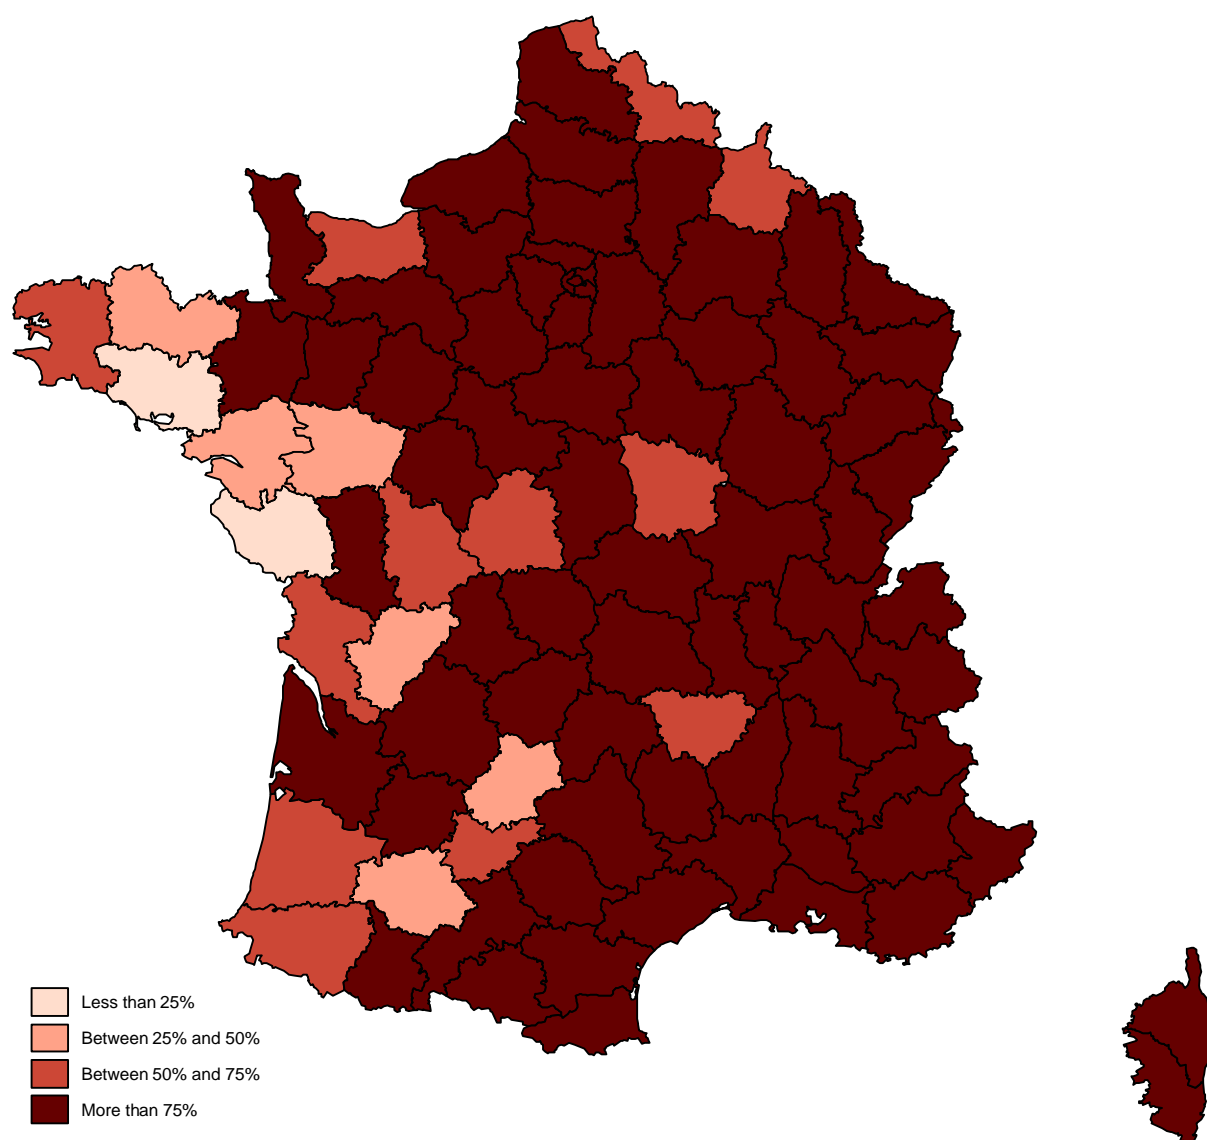 Less than 25%
Between 25% and 50%
Between 50% and 75%
More than 75%